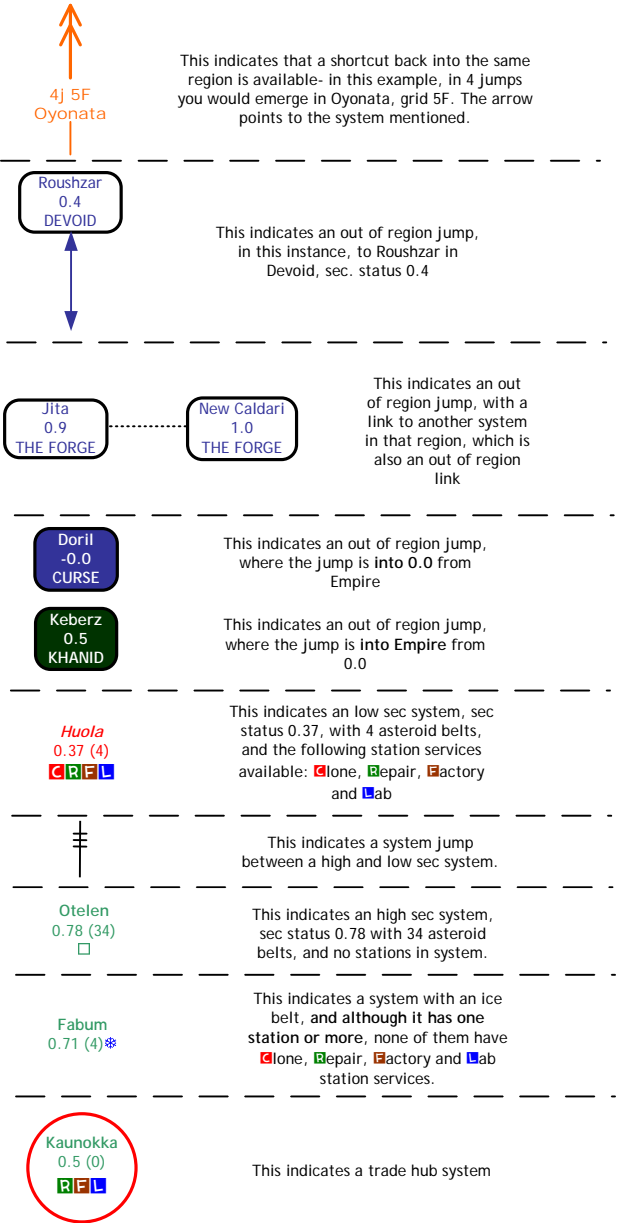 4j 5F
Oyonata
This indicates that a shortcut back into the same
region is available- in this example, in 4 jumps
you would emerge in Oyonata, grid 5F. The arrow
points to the system mentioned.
Roushzar
0.4
DEVOID
This indicates an out of region jump,
in this instance, to Roushzar in
Devoid, sec. status 0.4
Jita
0.9
THE FORGE
New Caldari
1.0
THE FORGE
This indicates an out
of region jump, with a
link to another system
in that region, which is
also an out of region
link
Doril
-0.0
CURSE
This indicates an out of region jump,
where the jump is into 0.0 from
Empire
Keberz
0.5
KHANID
This indicates an out of region jump,
where the jump is into Empire from
0.0
Huola
0.37 (4)
C R F L
This indicates an low sec system, sec
status 0.37, with 4 asteroid belts,
and the following station services
available: Clone, Repair, Factory
and Lab
This indicates a system jump
between a high and low sec system.
Otelen
0.78 (34)
This indicates an high sec system,
sec status 0.78 with 34 asteroid
belts, and no stations in system.
Fabum
0.71 (4)
This indicates a system with an ice
belt, and although it has one
station or more, none of them have
Clone, Repair, Factory and Lab
station services.
Kaunokka
0.5 (0)
R F L
This indicates a trade hub system